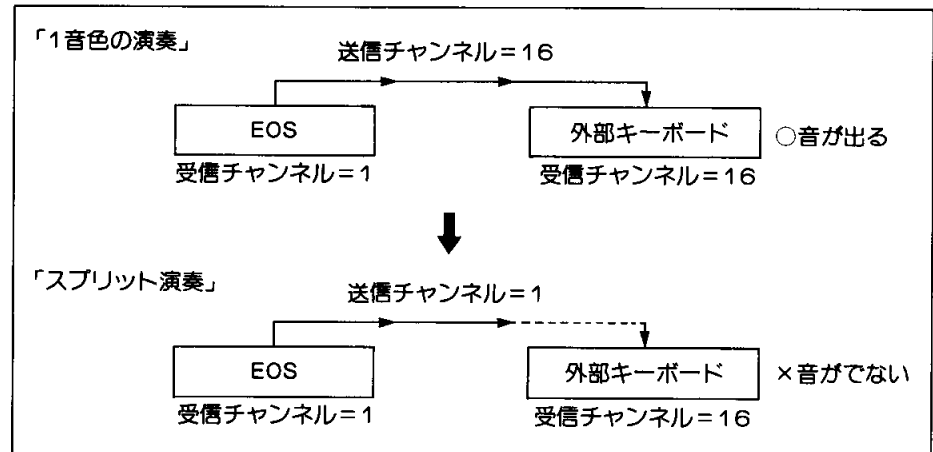 「1音色の演奏」
送信チャンネル=16
EOS
外部キーボード
○音が出る
受信チャンネル=1
受信チャンネル=16
「スプリット演奏」
送信チャンネル=1
EOS
外部キーボード
×音がでない
受信チャンネル=1
受信チャンネル=16